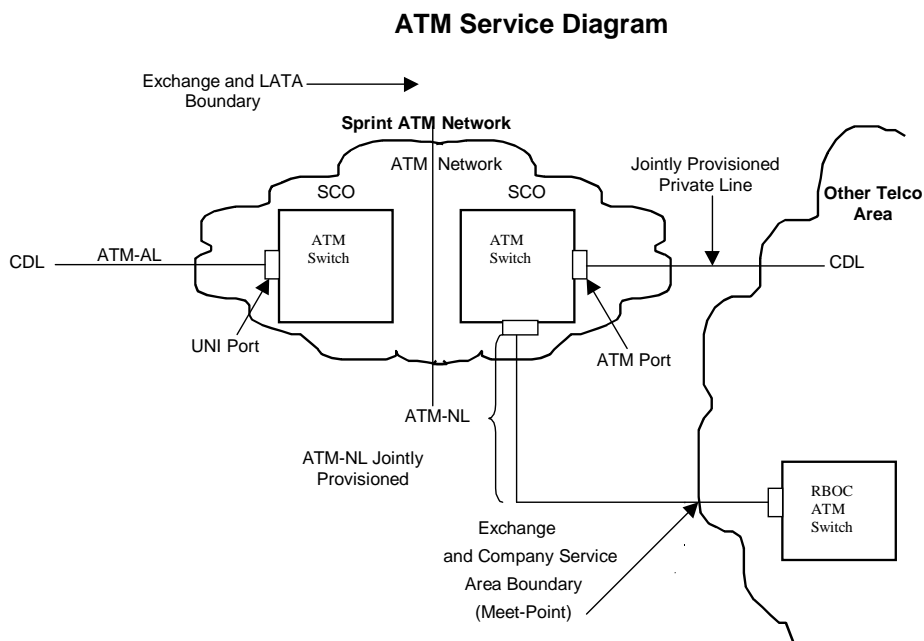 ATM Service Diagram
Exchange and LATA
Boundary
Sprint ATM Network
ATM Network
SCO
SCO
Jointly Provisioned
Private Line
Other Telco
Area
ATM
Switch
ATM
Switch
CDL
ATM-AL
CDL
UNI Port
ATM Port
ATM-NL
ATM-NL Jointly
Provisioned
RBOC
ATM
Switch
Exchange
and Company Service
Area Boundary
(Meet-Point)